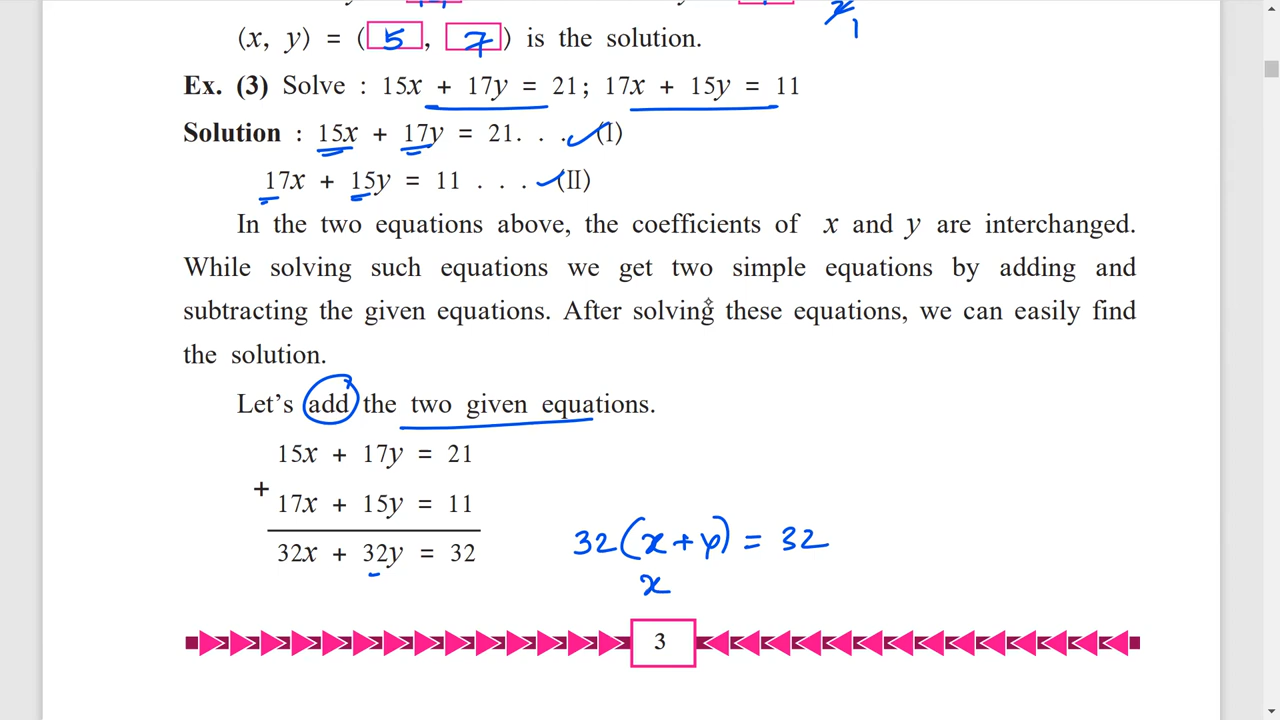 (x, y) = ( 5 , 7 ) is the solution.
1
Ex. (3) Solve : 15x + 17y = 21; 17x + 15y = 11
Solution : 15x + 17y = 21. . . (I)
17x + 15y = 11 . . . (II)
In the two equations above, the coefficients of x and y are interchanged.
While solving such equations we get two simple equations by adding and
subtracting the given equations. After solving these equations, we can easily find
the solution.
Let's add the two given equations.
15x + 17y = 21
+
17x + 15y = 11
32x + 32y = 32
32(x+y) = 32
x
3